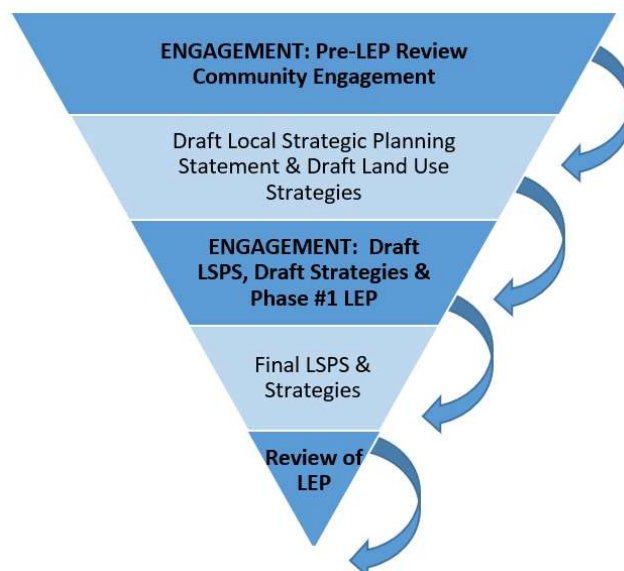 ENGAGEMENT: Pre-LEP Review
Community Engagement
Draft Local Strategic Planning
Statement & Draft Land Use
Strategies
ENGAGEMENT: Draft
LSPS, Draft Strategies &
Phase #1 LEP
Final LSPS &
Strategies
Review of
LEP